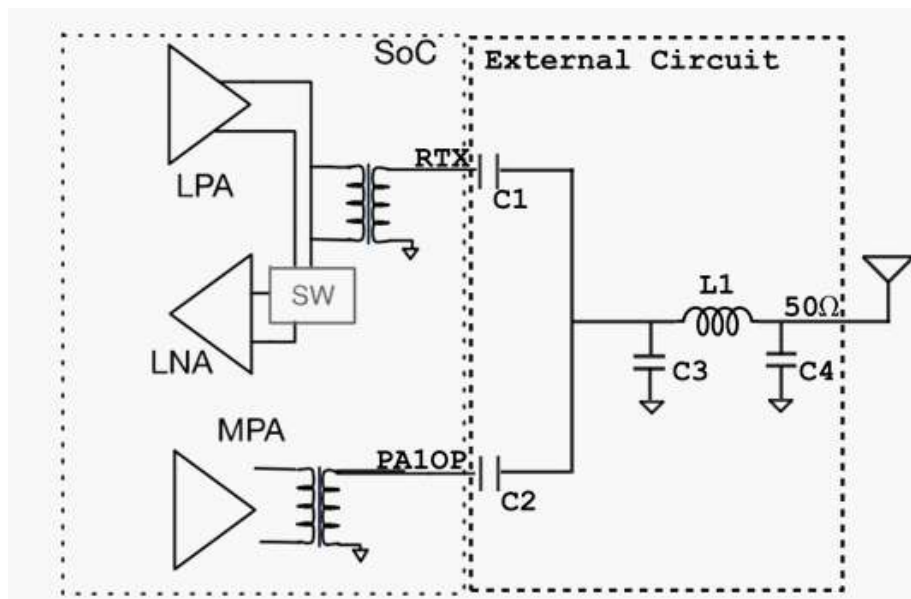 SoC
External Circuit
LPA
RTX
C1
SW
L1
50Ω
LNA
C3
C4
MPA
PA1OP
C2